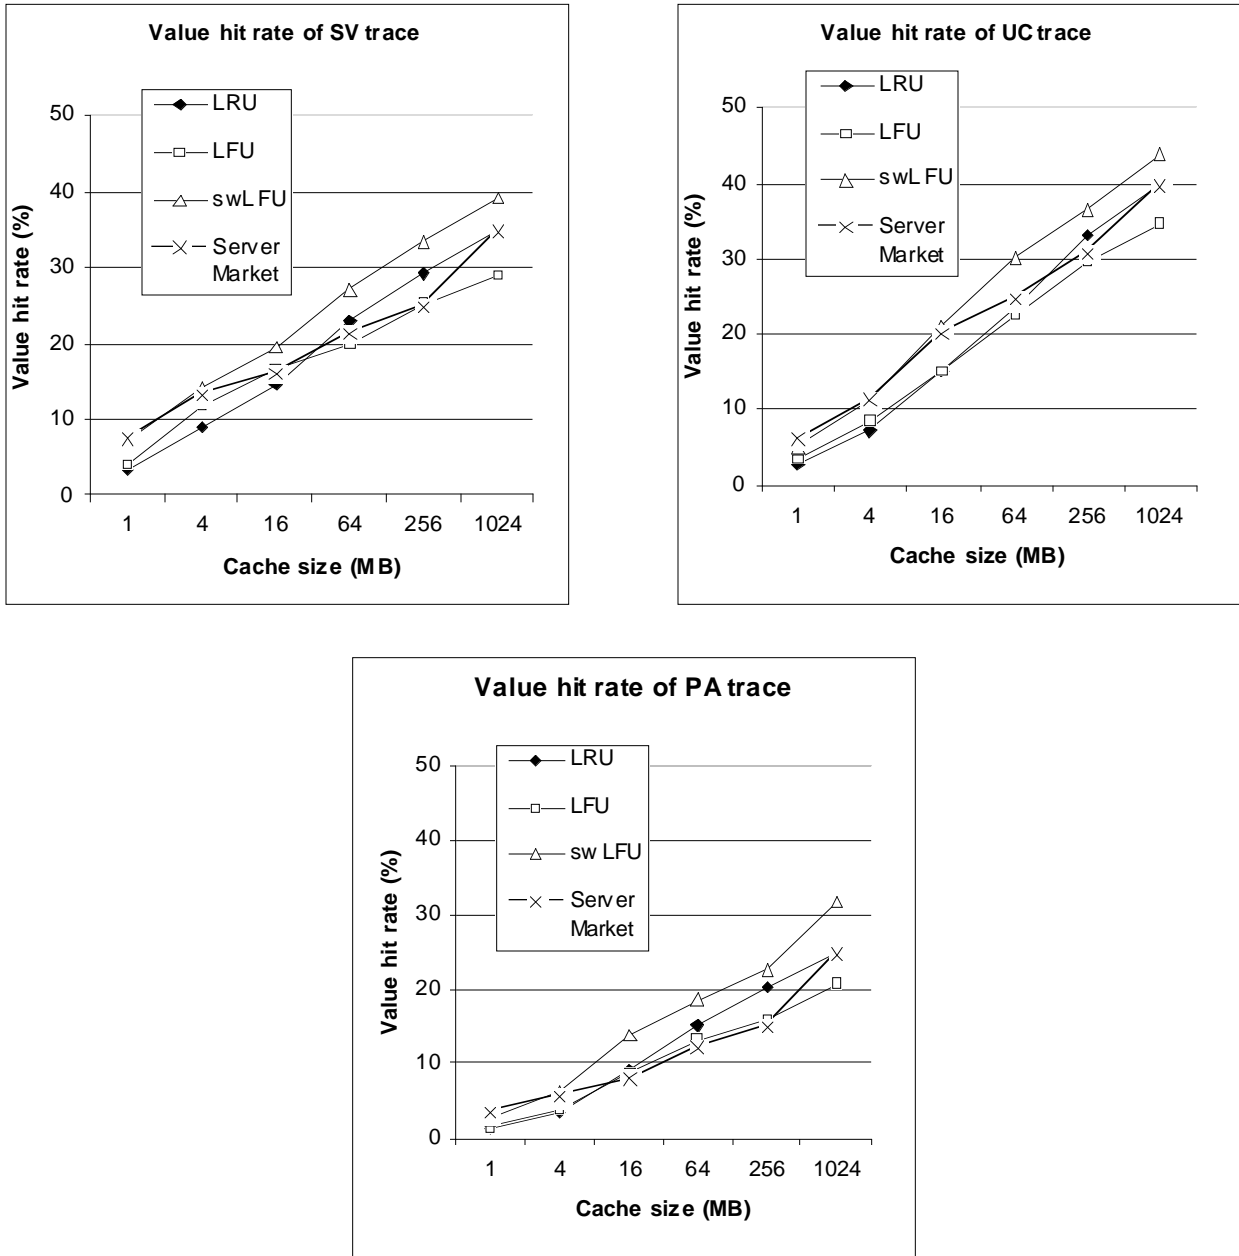 Value hit rate of SV trace
LRU
LFU
swLFU
Server
Market
50
40
30
20
10
0
Value hit rate (%)
1 4 16 64 256 1024
Cache size (MB)
Value hit rate of UC trace
LRU
LFU
swLFU
Server
Market
50
40
30
20
10
0
Value hit rate (%)
1 4 16 64 256 1024
Cache size (MB)
Value hit rate of PA trace
LRU
LFU
swLFU
Server
Market
50
40
30
20
10
0
Value hit rate (%)
1 4 16 64 256 1024
Cache size (MB)